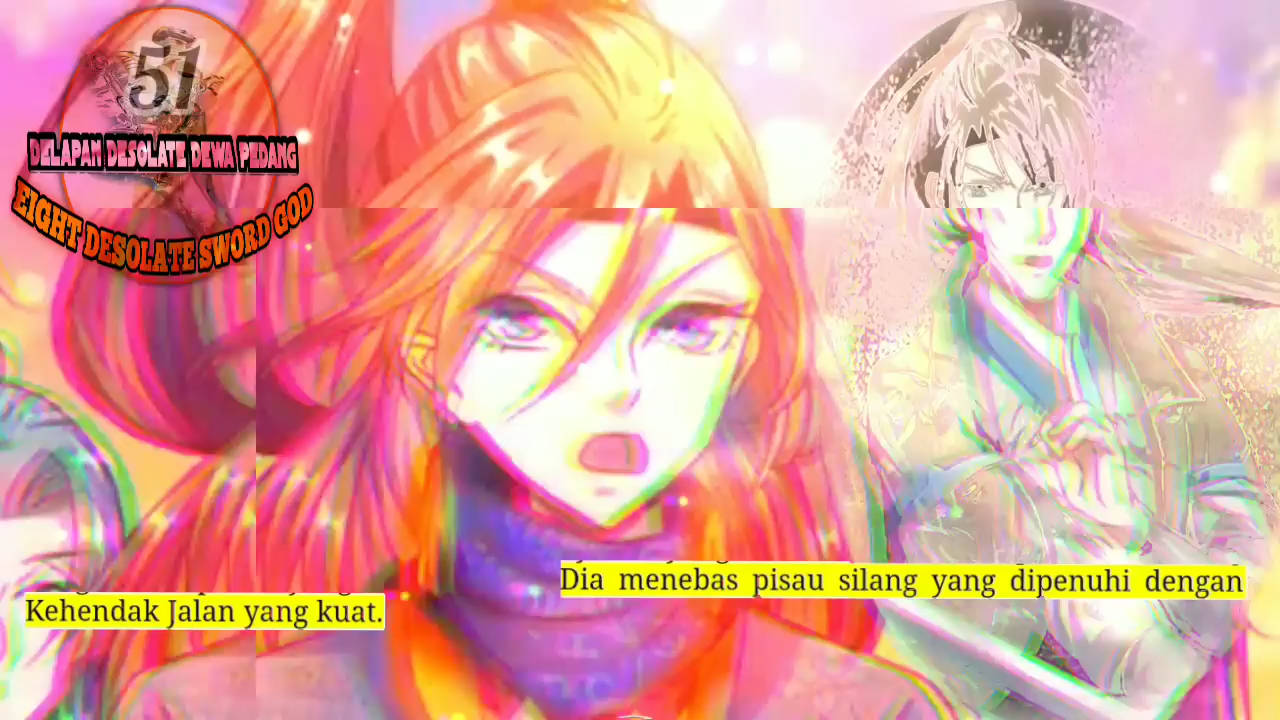 51
DELAPAN DESOLATE DEWA PEDANG
EIGHT DESOLATE SWORD GOD
Dia menebas pisau silang yang dipenuhi dengan
Kehendak Jalan yang kuat.